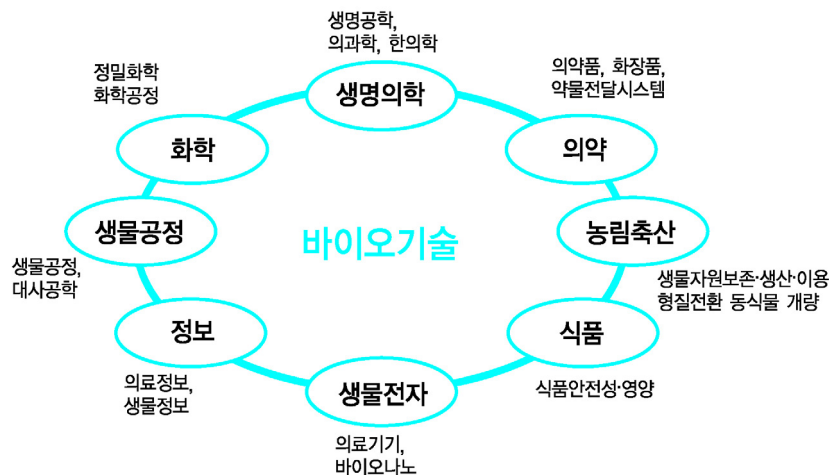 생명공학,
의과학, 한의학
생명의학
정밀화학
화학공정
화학
의약품, 화장품,
약물전달시스템
의약
생물공정
생물공정,
대사공학
바이오기술
농림축산
생물자원보존·생산·이용
형질전환 동식물 개량
정보
의료정보,
생물정보
식품
식품안전성·영양
생물전자
의료기기,
바이오나노